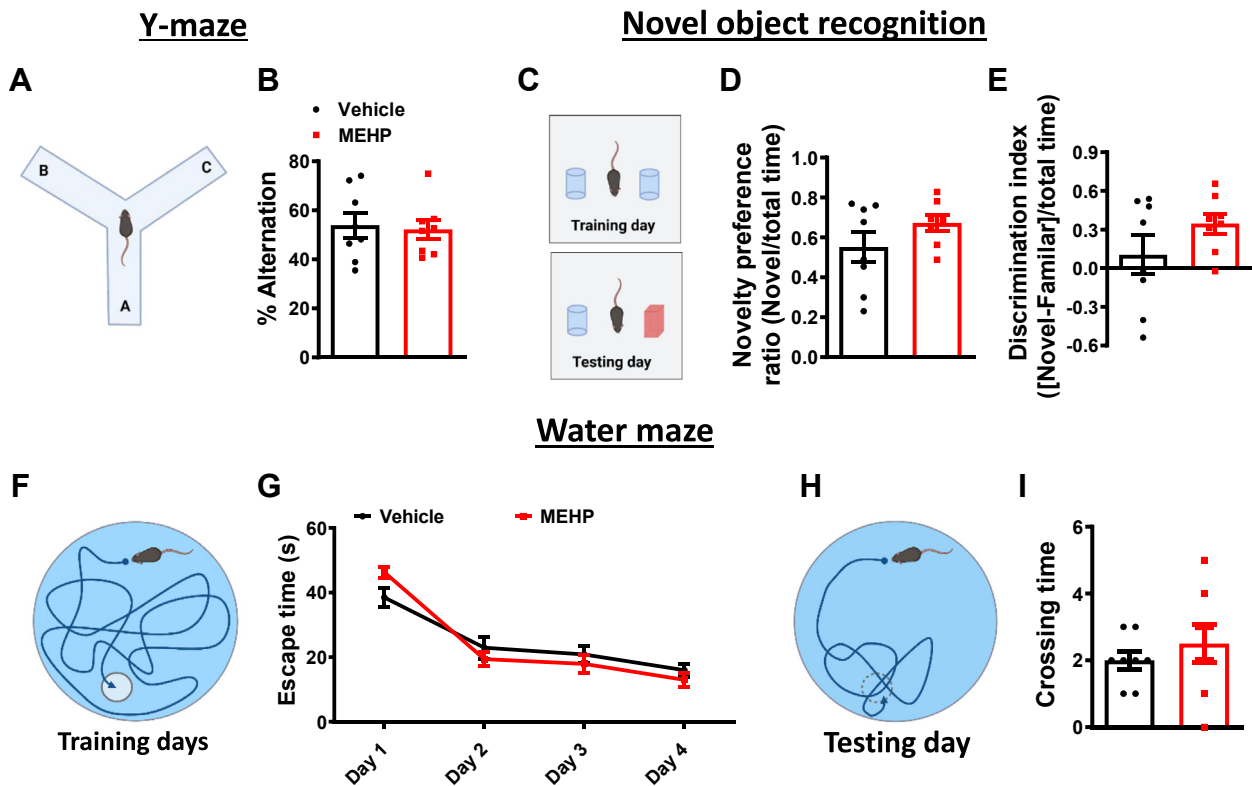 Y-maze
Novel object recognition
A
B
C
A
B
Vehicle
MEHP
% Alternation
80
60
40
20
0
C
Training day
Testing day
D
Novelty preference
ratio (Novel/total time)
1.0
0.8
0.6
0.4
0.2
0.0
E
Discrimination index
([Novel-Familar]/total time)
0.9
0.6
0.3
0.0
-0.3
-0.6
Water maze
F
Training days
G
Vehicle
MEHP
Escape time (s)
60
40
20
0
Day 1
Day 2
Day 3
Day 4
H
Testing day
I
Crossing time
6
4
2
0